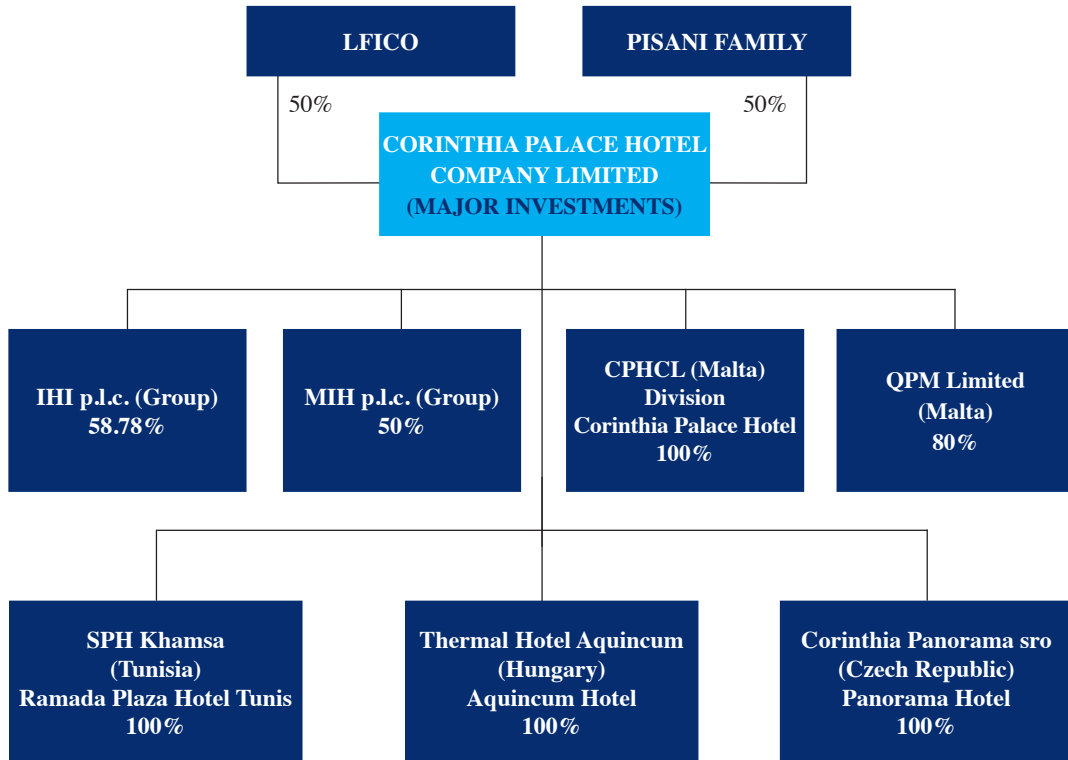 LFICO
PISANI FAMILY
50%
50%
CORINTHIA PALACE HOTEL
COMPANY LIMITED
(MAJOR INVESTMENTS)
IHI p.l.c. (Group)
58.78%
MIH p.l.c. (Group)
50%
CPHCL (Malta)
Division
Corinthia Palace Hotel
100%
QPM Limited
(Malta)
80%
SPH Khamsa
(Tunisia)
Ramada Plaza Hotel Tunis
100%
Thermal Hotel Aquincum
(Hungary)
Aquincum Hotel
100%
Corinthia Panorama sro
(Czech Republic)
Panorama Hotel
100%